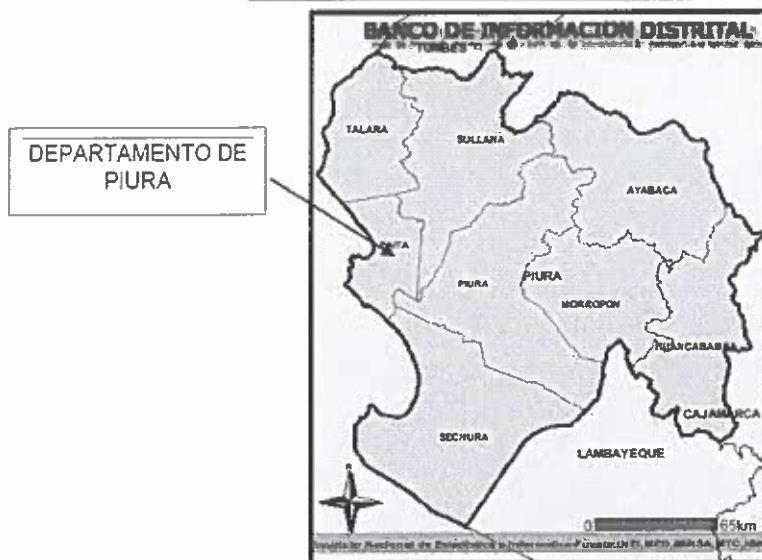 BANCO DE INFORMACION DISTRITAL
TUMBES
TALARA
SULLANA
DEPARTAMENTO DE
PIURA
AYABACA
PAITA
PIURA
PIURA
MORROPON
HUANCABAMBA
CAJAMARCA
SECHURA
LAMBAYEQUE
0 65km